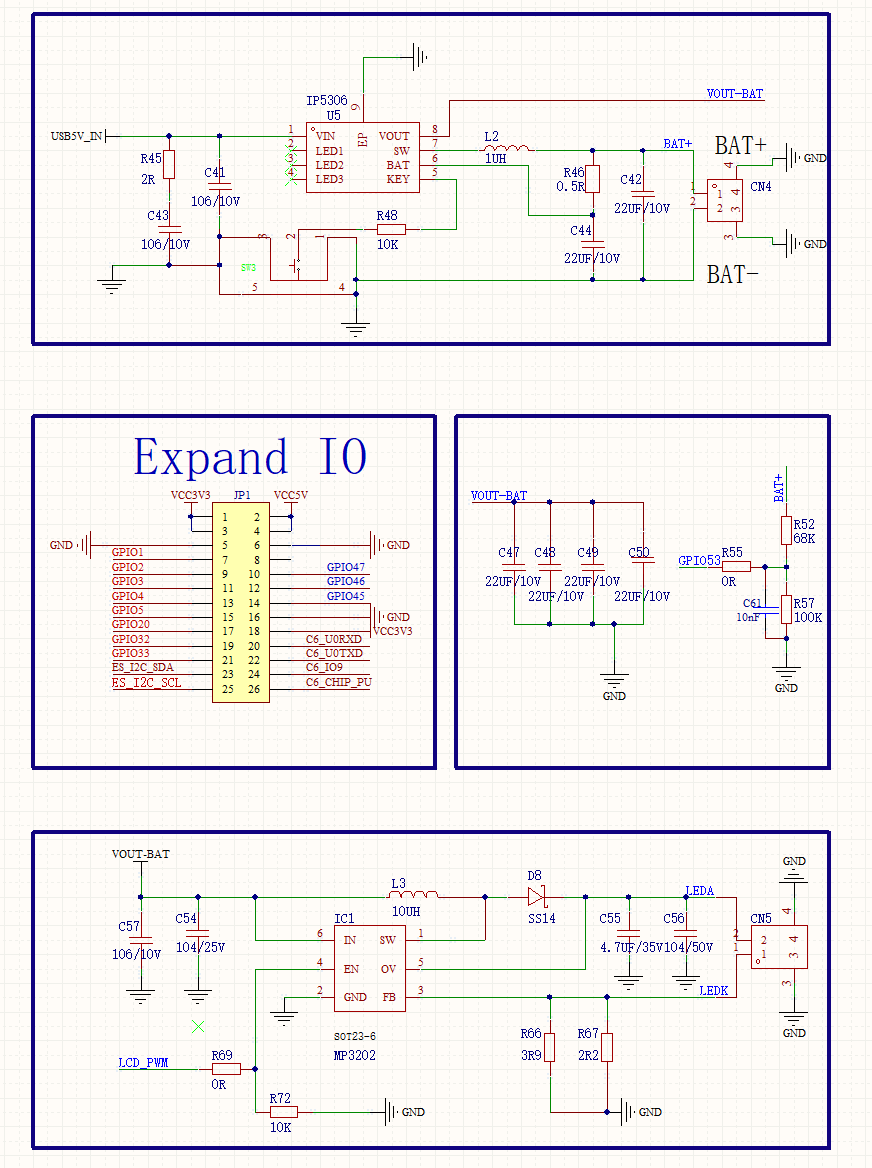 IP5306
U5
9
EP
VOUT-BAT
USB5V_IN
1 VIN VOUT 8
2 LED1 SW 7
3 LED2 BAT 6
4 LED3 KEY 5
L2
1UH
BAT+
BAT+
4
GND
R45
2R
C41
106/10V
R46
0.5R
C42
22UF/10V
1 1 4
2 2 3
CN4
C43
106/10V
R48
10K
C44
22UF/10V
3 2 1
3
GND
SW3
5 4
BAT-
Expand IO
VCC3V3 JP1 VCC5V
1 2
3 4
GND 5 6 GND
GPIO1 7 8
GPIO2 9 10 GPIO47
GPIO3 11 12 GPIO46
GPIO4 13 14 GPIO45
GPIO5 15 16 GND
GPIO20 17 18 VCC3V3
GPIO32 19 20 C6_U0RXD
GPIO33 21 22 C6_U0TXD
ES_I2C_SDA 23 24 C6_IO9
ES_I2C_SCL 25 26 C6_CHIP_PU
VOUT-BAT
C47
22UF/10V
C48
22UF/10V
C49
22UF/10V
C50
22UF/10V
GND
BAT+
R52
68K
GPIO53
R55
0R
C61
10nF
R57
100K
GND
VOUT-BAT
C57
106/10V
C54
104/25V
L3
10UH
D8
SS14
IC1
6 IN SW 1
4 EN OV 5
2 GND FB 3
SOT23-6
MP3202
C55
4.7UF/35V
C56
104/50V
LEDA
LEDK
GND
CN5
4
2 2 4
1 1 3
3
GND
LCD_PWM
R69
0R
R72
10K
GND
R66
3R9
R67
2R2
GND